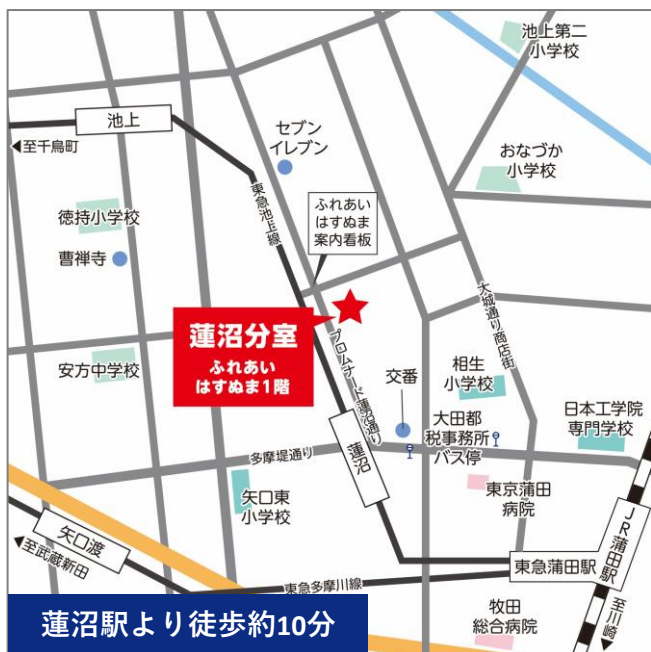 池上第二
小学校
池上
至千鳥町
セブン
イレブン
おなづか
小学校
徳持小学校
東急池上線
ふれあい
はすぬま
案内看板
曹禅寺
大城通り商店街
蓮沼分室
ふれあい
はすぬま1階
プロムナード蓮沼通り
安方中学校
交番
相生
小学校
大田都
税事務所
バス停
日本工学院
専門学校
多摩堤通り
蓮沼
矢口東
小学校
東京蒲田
病院
矢口渡
至武蔵新田
東急蒲田駅
JR蒲田駅
東急多摩川線
至川崎
牧田
総合病院
蓮沼駅より徒歩約10分